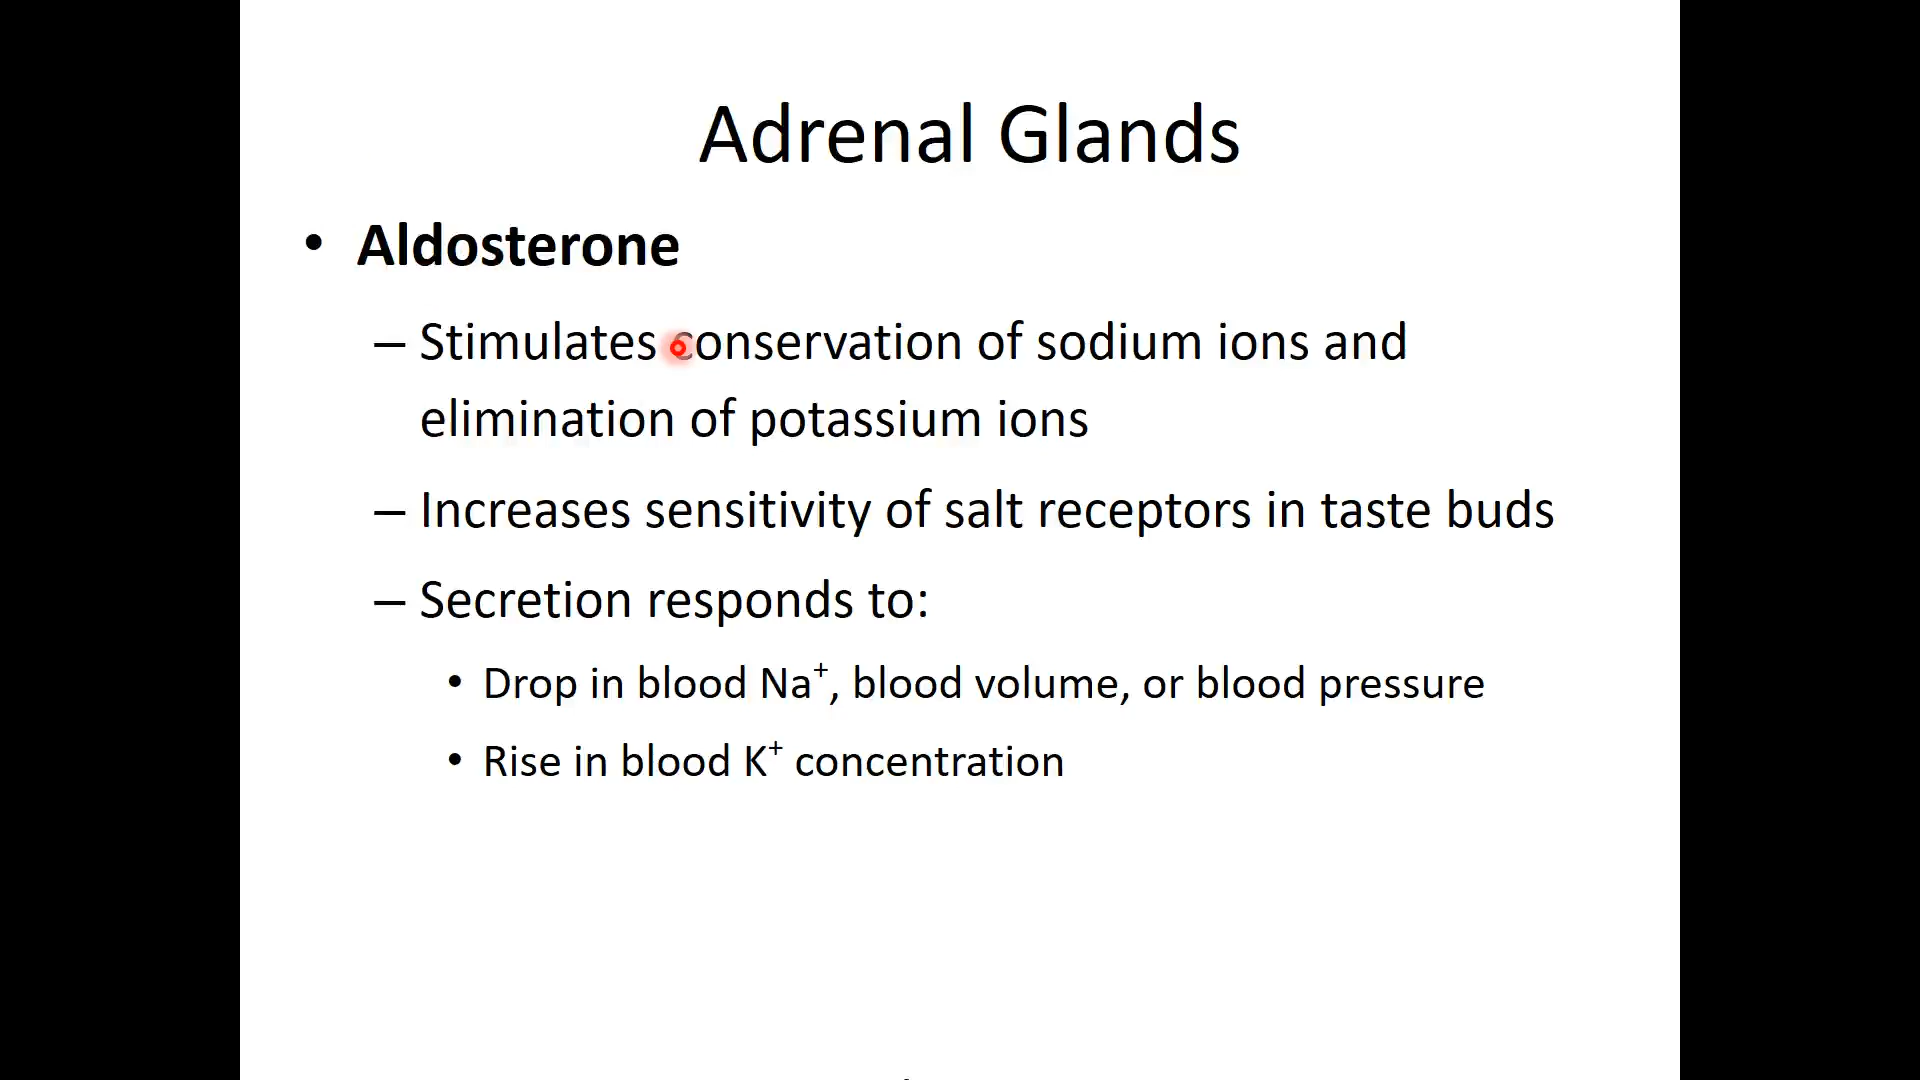 Adrenal Glands
• Aldosterone
– Stimulates conservation of sodium ions and
elimination of potassium ions
– Increases sensitivity of salt receptors in taste buds
– Secretion responds to:
• Drop in blood Na⁺, blood volume, or blood pressure
• Rise in blood K⁺ concentration